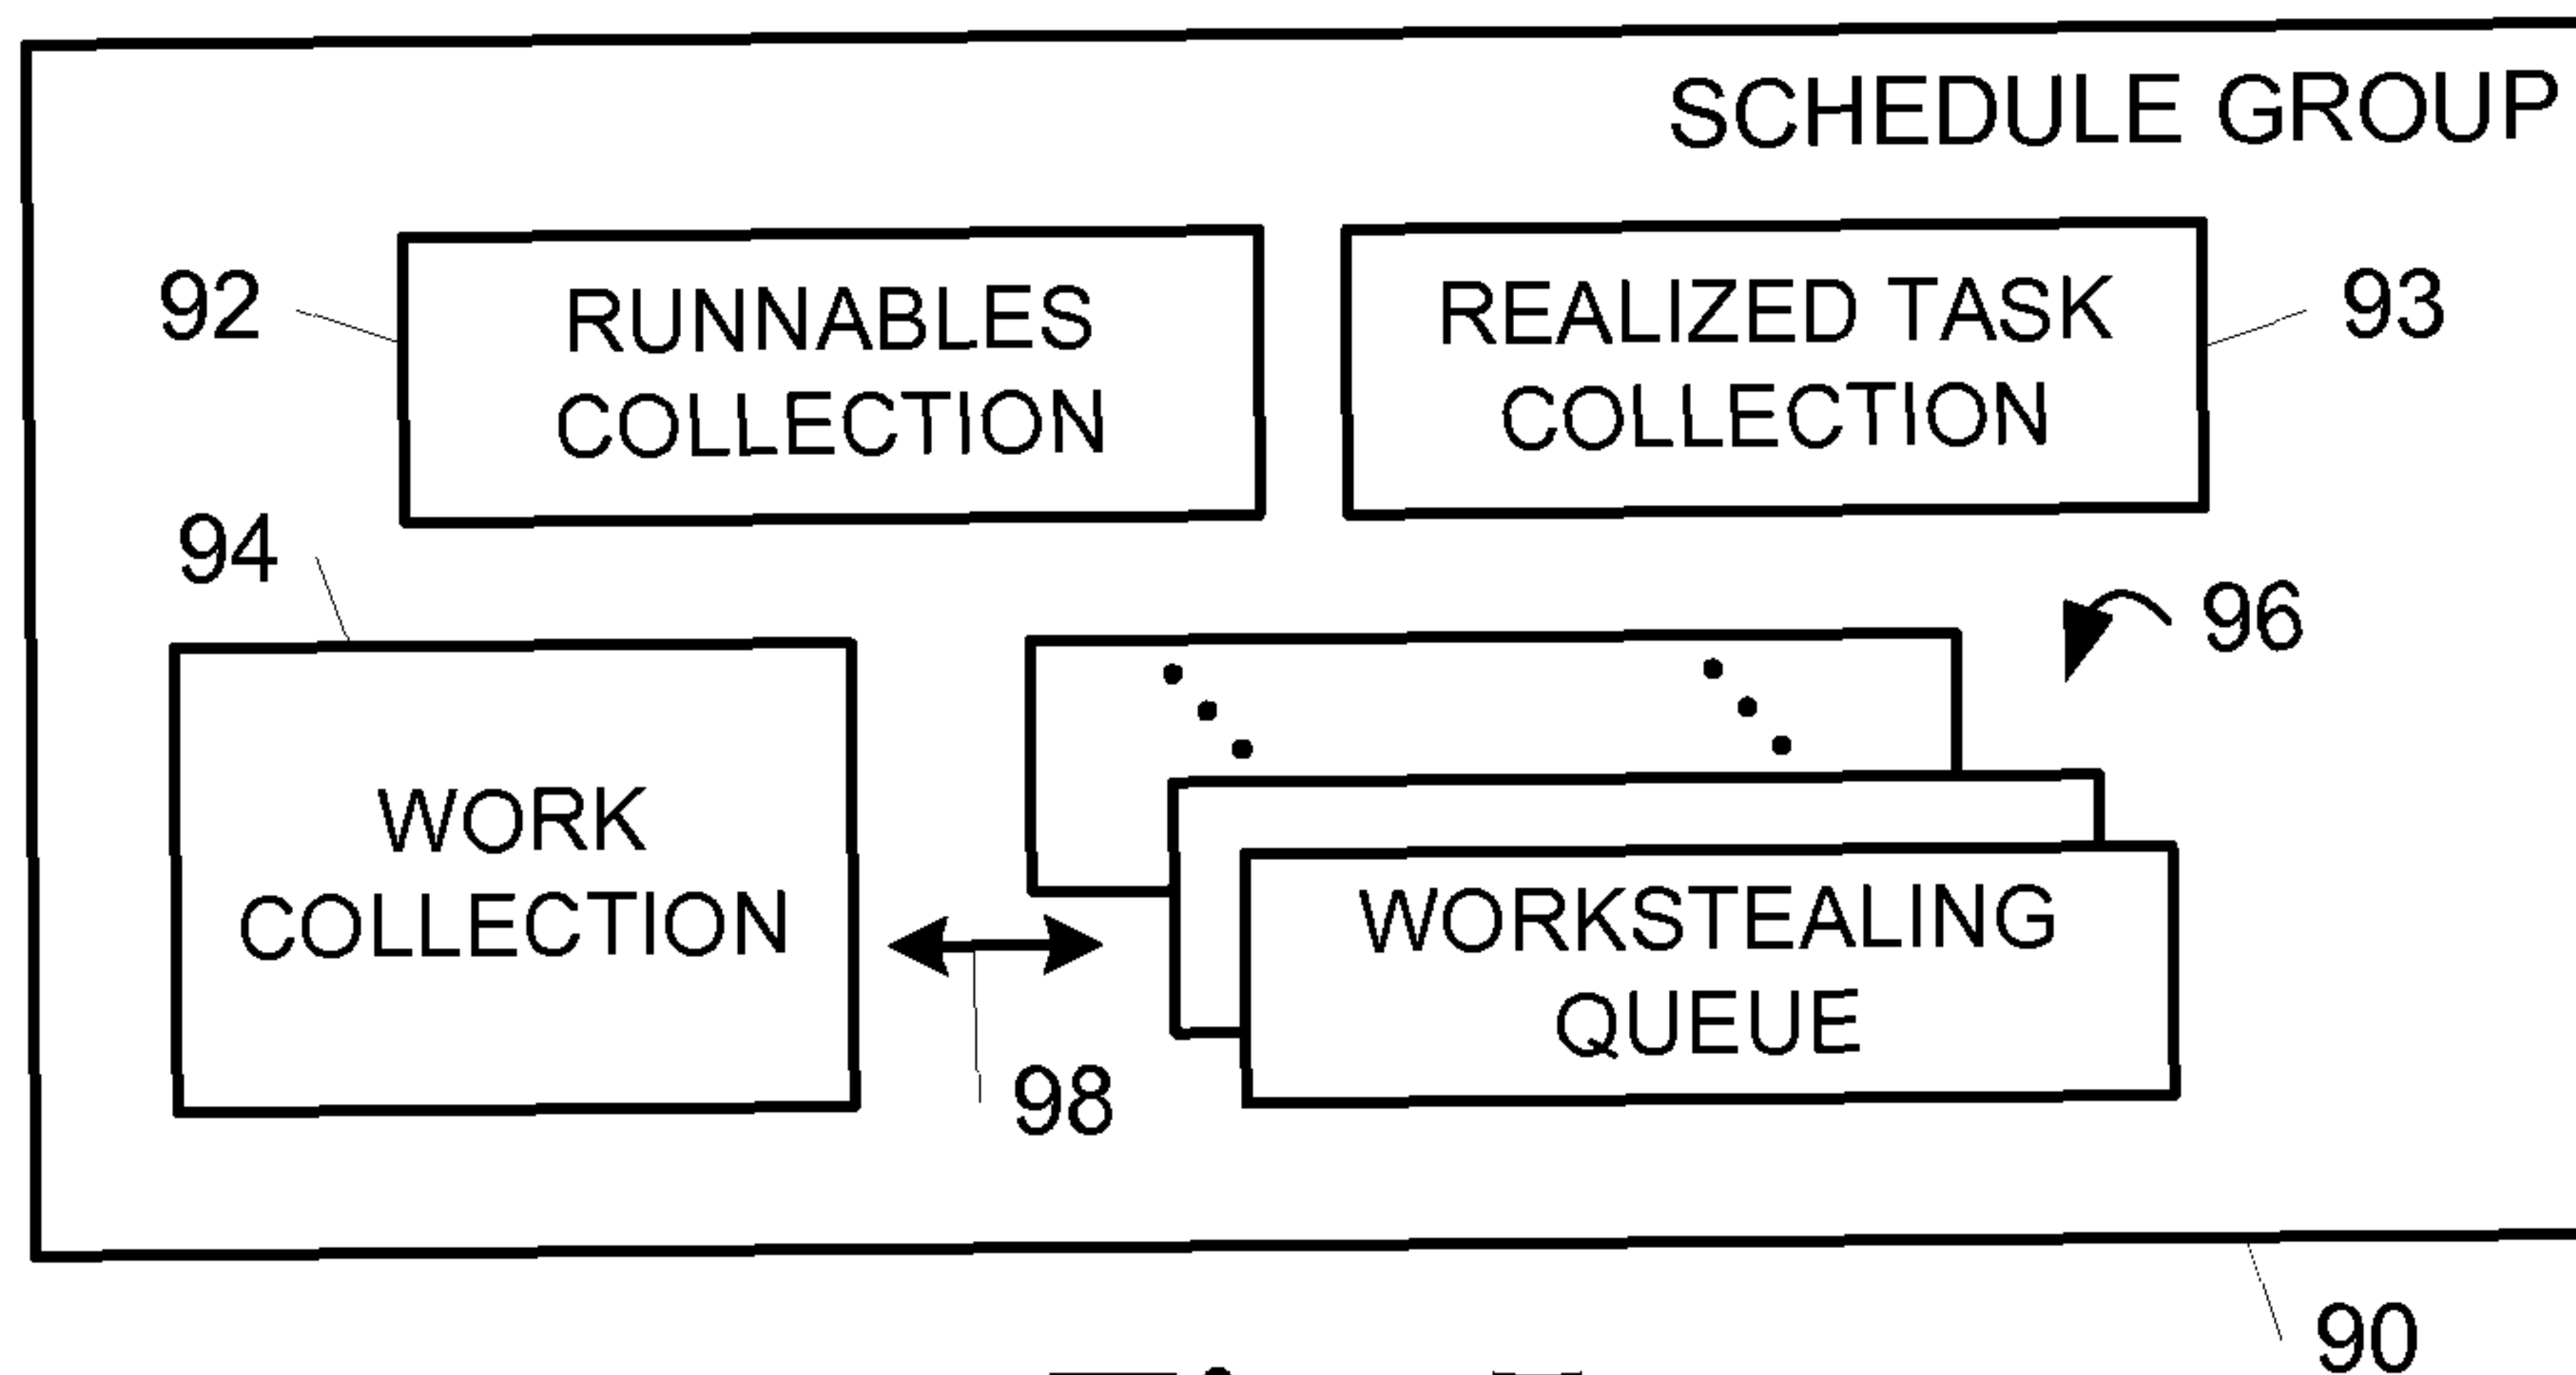 SCHEDULE GROUP
92
RUNNABLES
COLLECTION
REALIZED TASK
COLLECTION
93
94
96
WORK
COLLECTION
WORKSTEALING
QUEUE
98
90